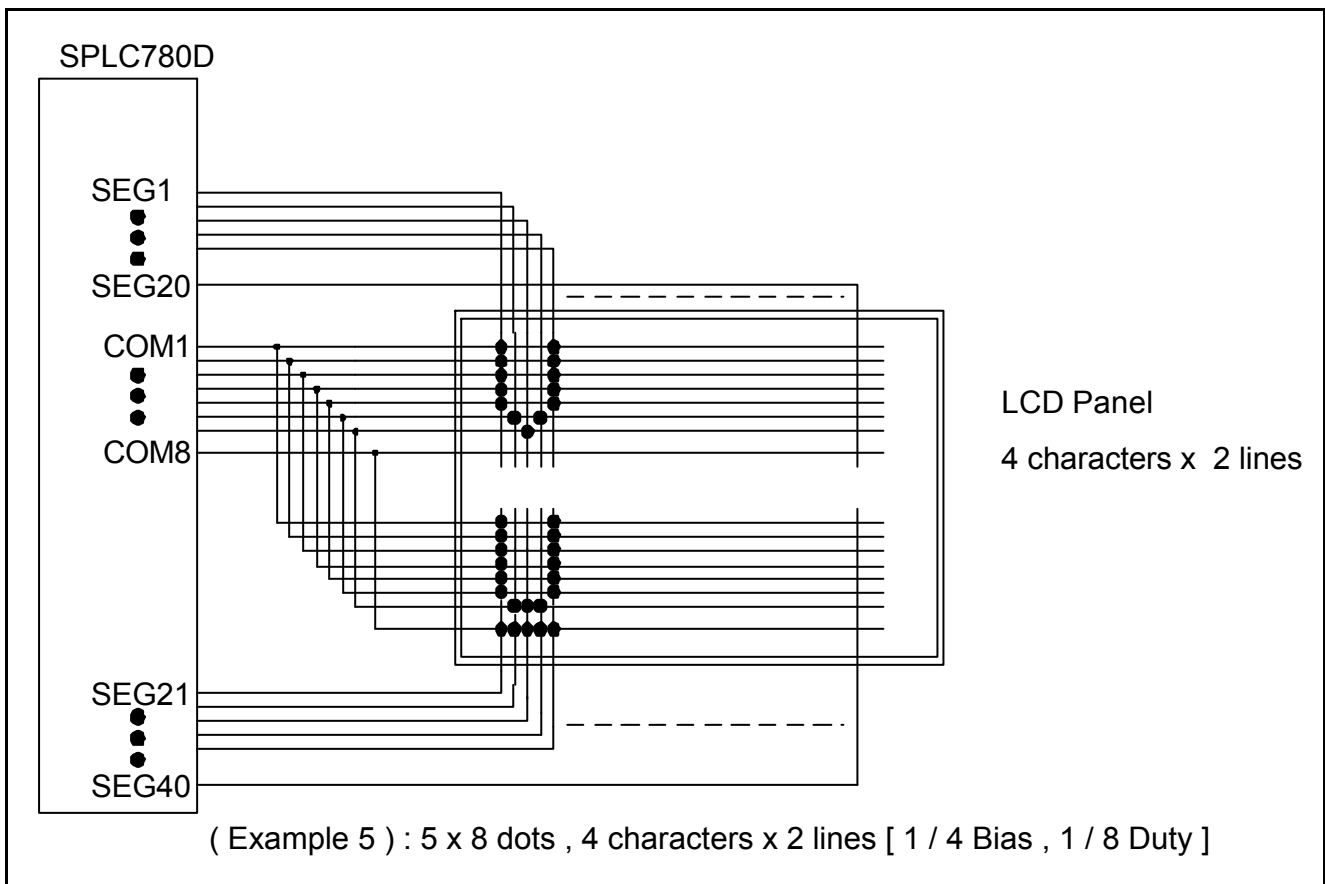 SPLC780D
SEG1
SEG20
COM1
COM8
LCD Panel
4 characters x 2 lines
SEG21
SEG40
( Example 5 ) : 5 x 8 dots , 4 characters x 2 lines [ 1 / 4 Bias , 1 / 8 Duty ]